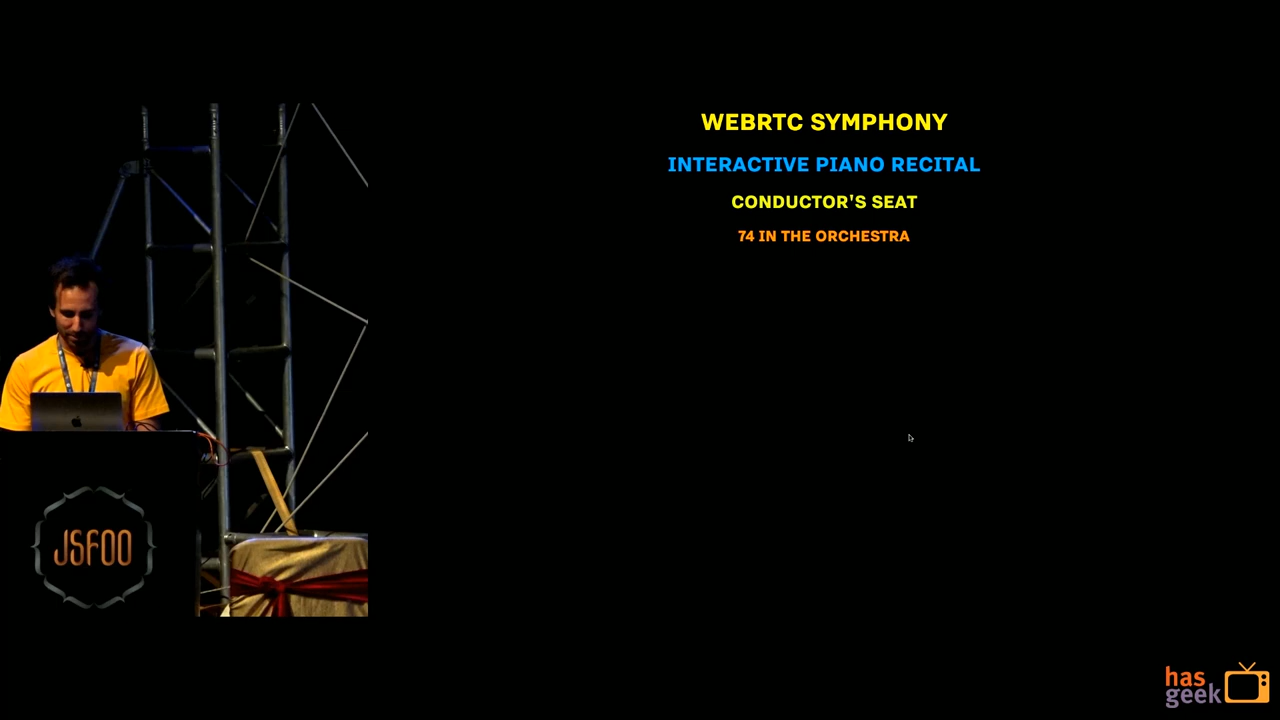 WEBRTC SYMPHONY
INTERACTIVE PIANO RECITAL
CONDUCTOR'S SEAT
74 IN THE ORCHESTRA
JSFOO
has
geek